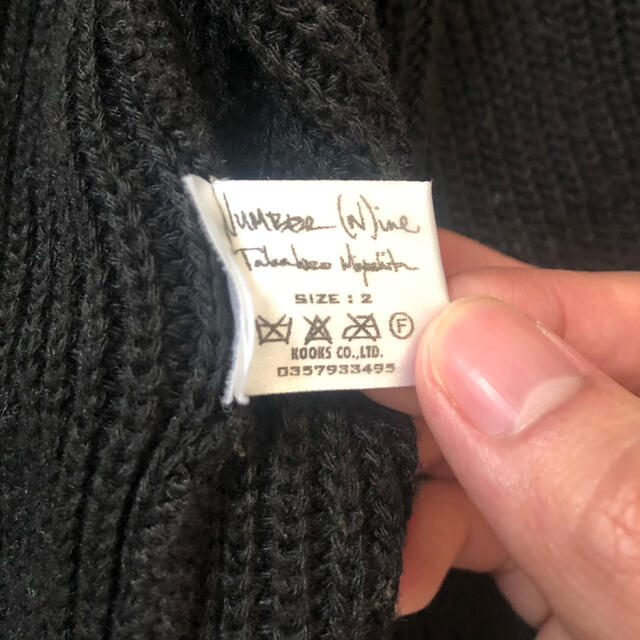 NUMBER (N)ine
Takahiro Miyashita
SIZE : 2
F
KOOKS CO.,LTD.
0357933495